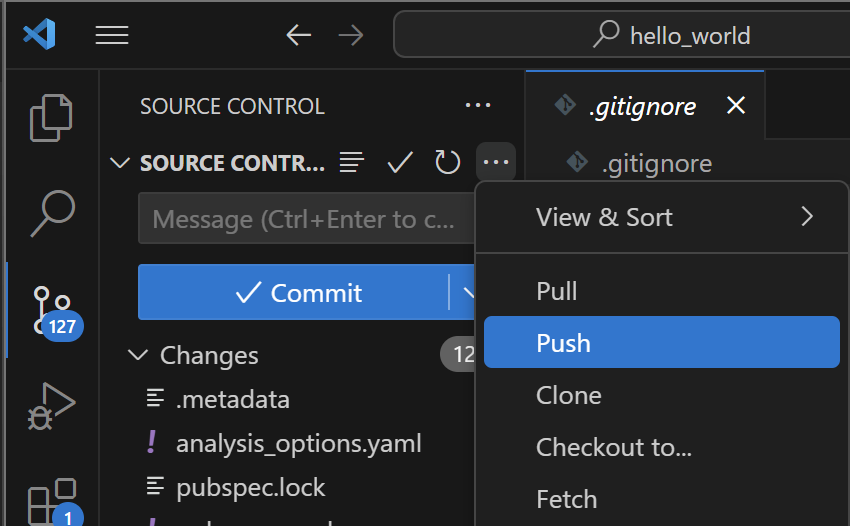 hello_world
SOURCE CONTROL
SOURCE CONTR...
Message (Ctrl+Enter to c...
Commit
Changes
.metadata
analysis_options.yaml
pubspec.lock
127
1
.gitignore
.gitignore
View & Sort
Pull
Push
Clone
Checkout to...
Fetch